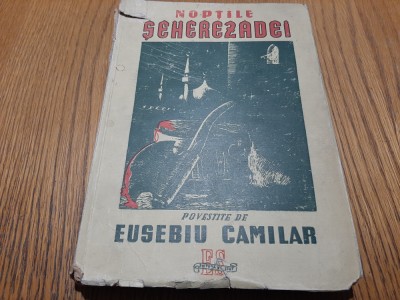 NOPȚILE
ȘEHEREZADEI
POVESTITE DE
EUSEBIU CAMILAR